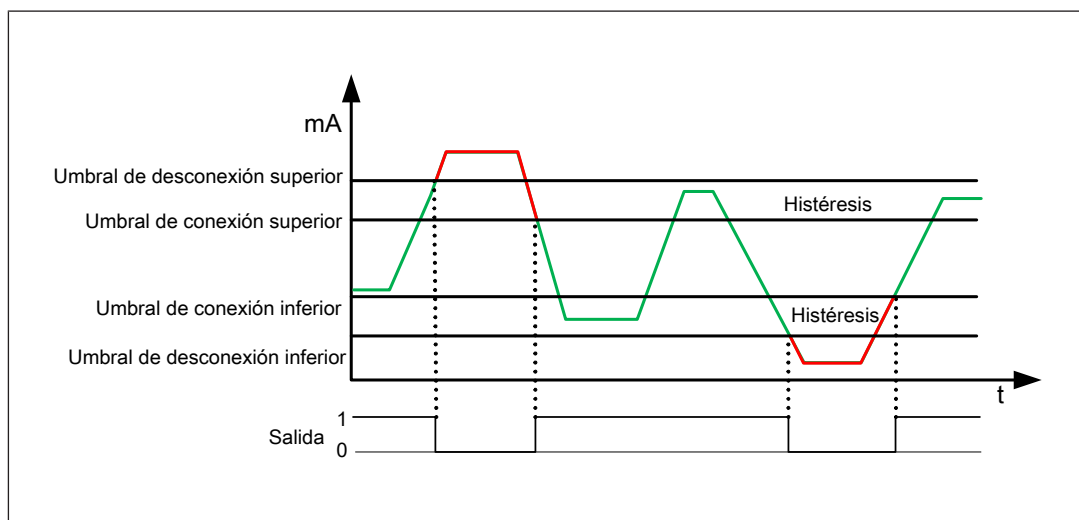 mA
Umbral de desconexión superior
Umbral de conexión superior
Histéresis
Umbral de conexión inferior
Histéresis
Umbral de desconexión inferior
t
1
Salida
0